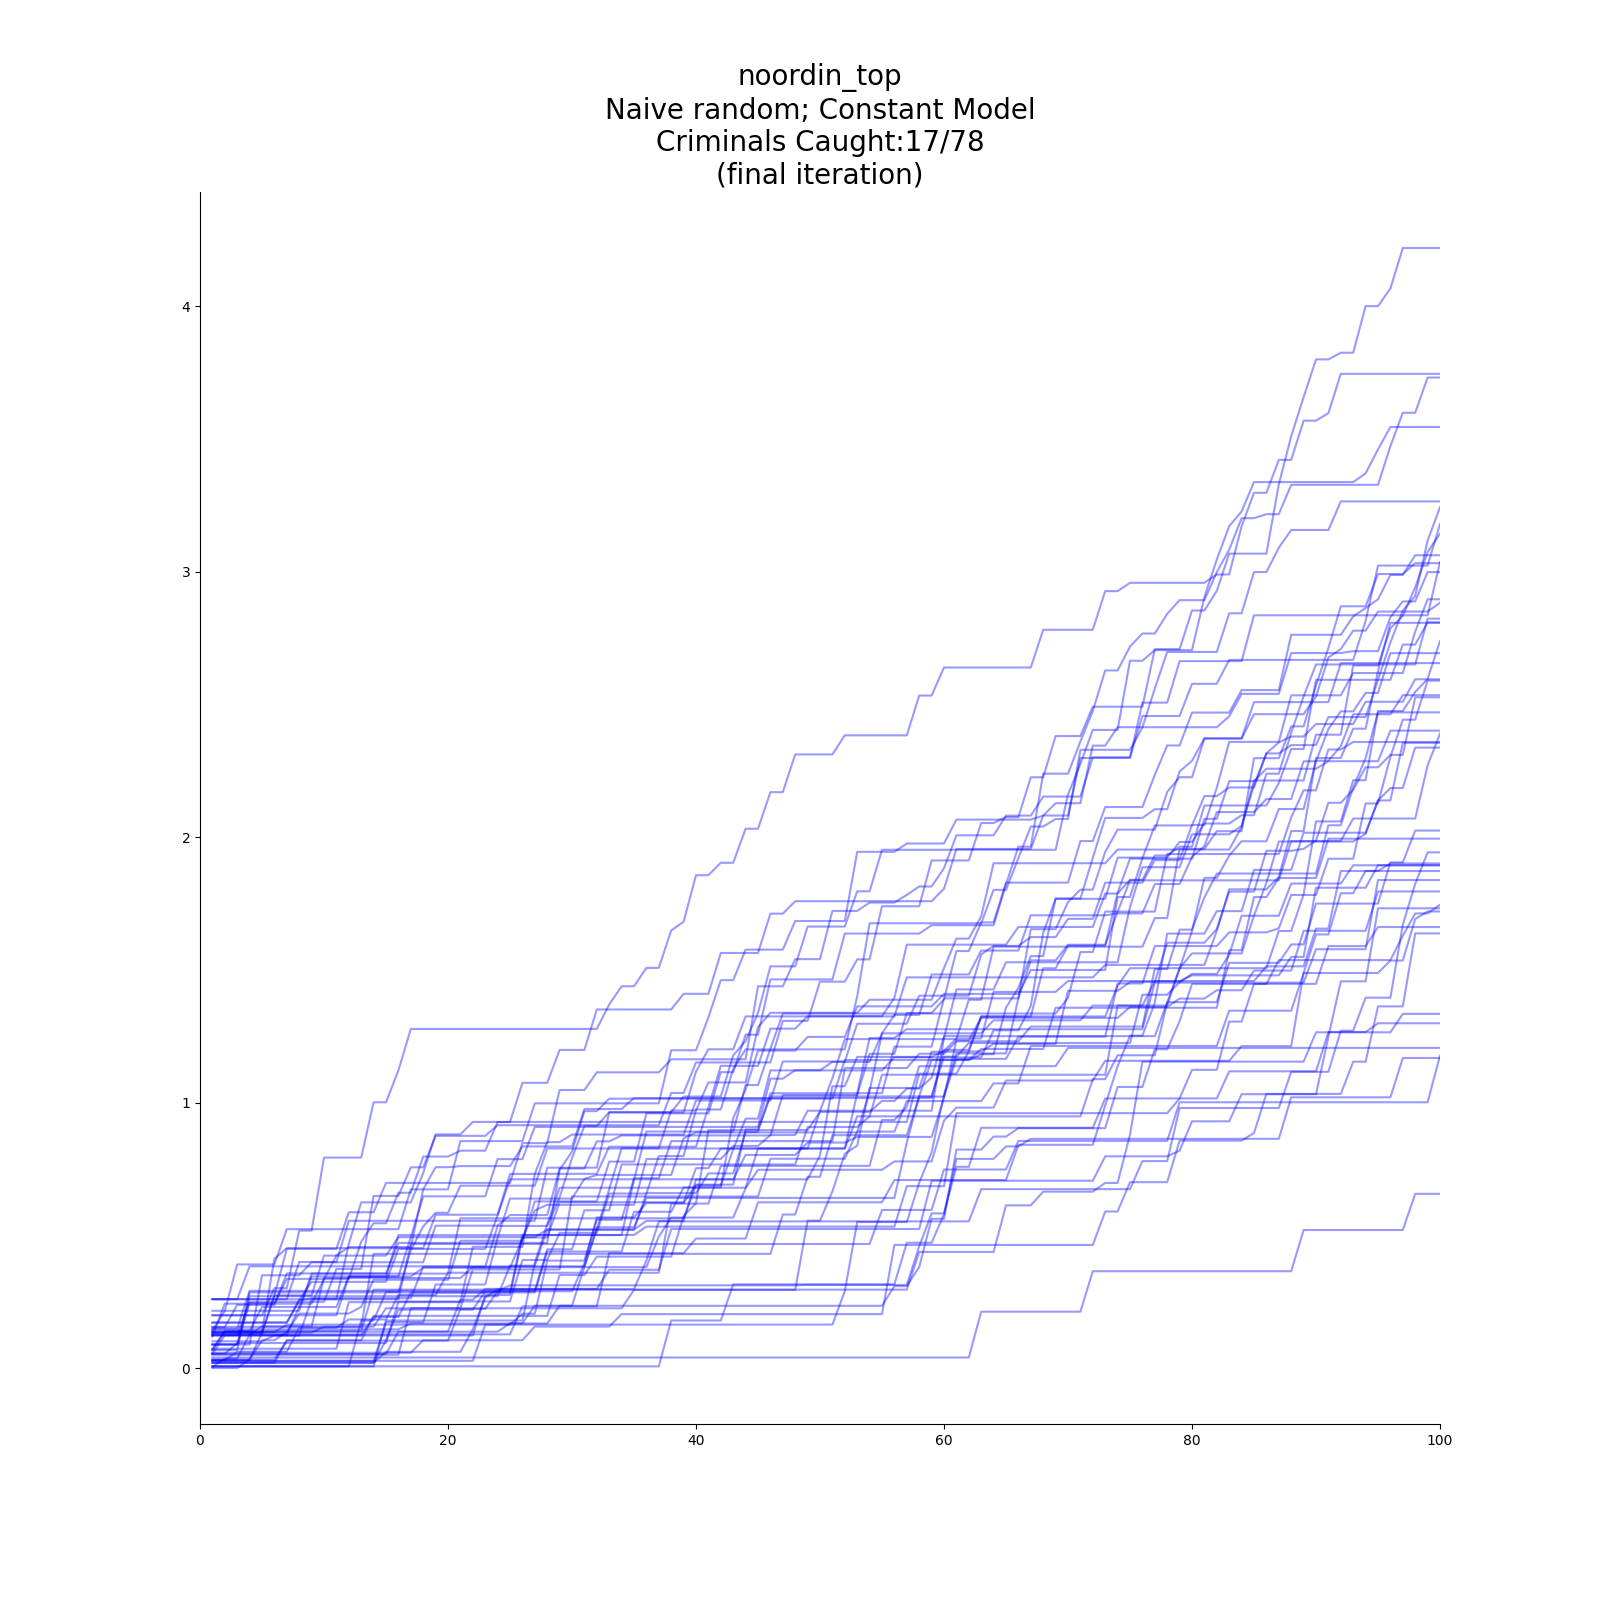 noordin_top
Naive random; Constant Model
Criminals Caught:17/78
(final iteration)
4
3
2
1
0
0 20 40 60 80 100